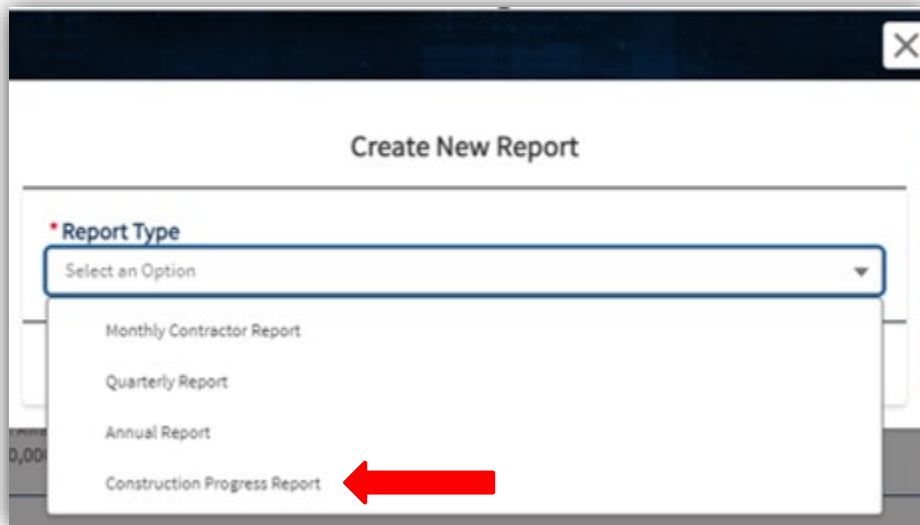 Create New Report
* Report Type
Select an Option
Monthly Contractor Report
Quarterly Report
Annual Report
Construction Progress Report